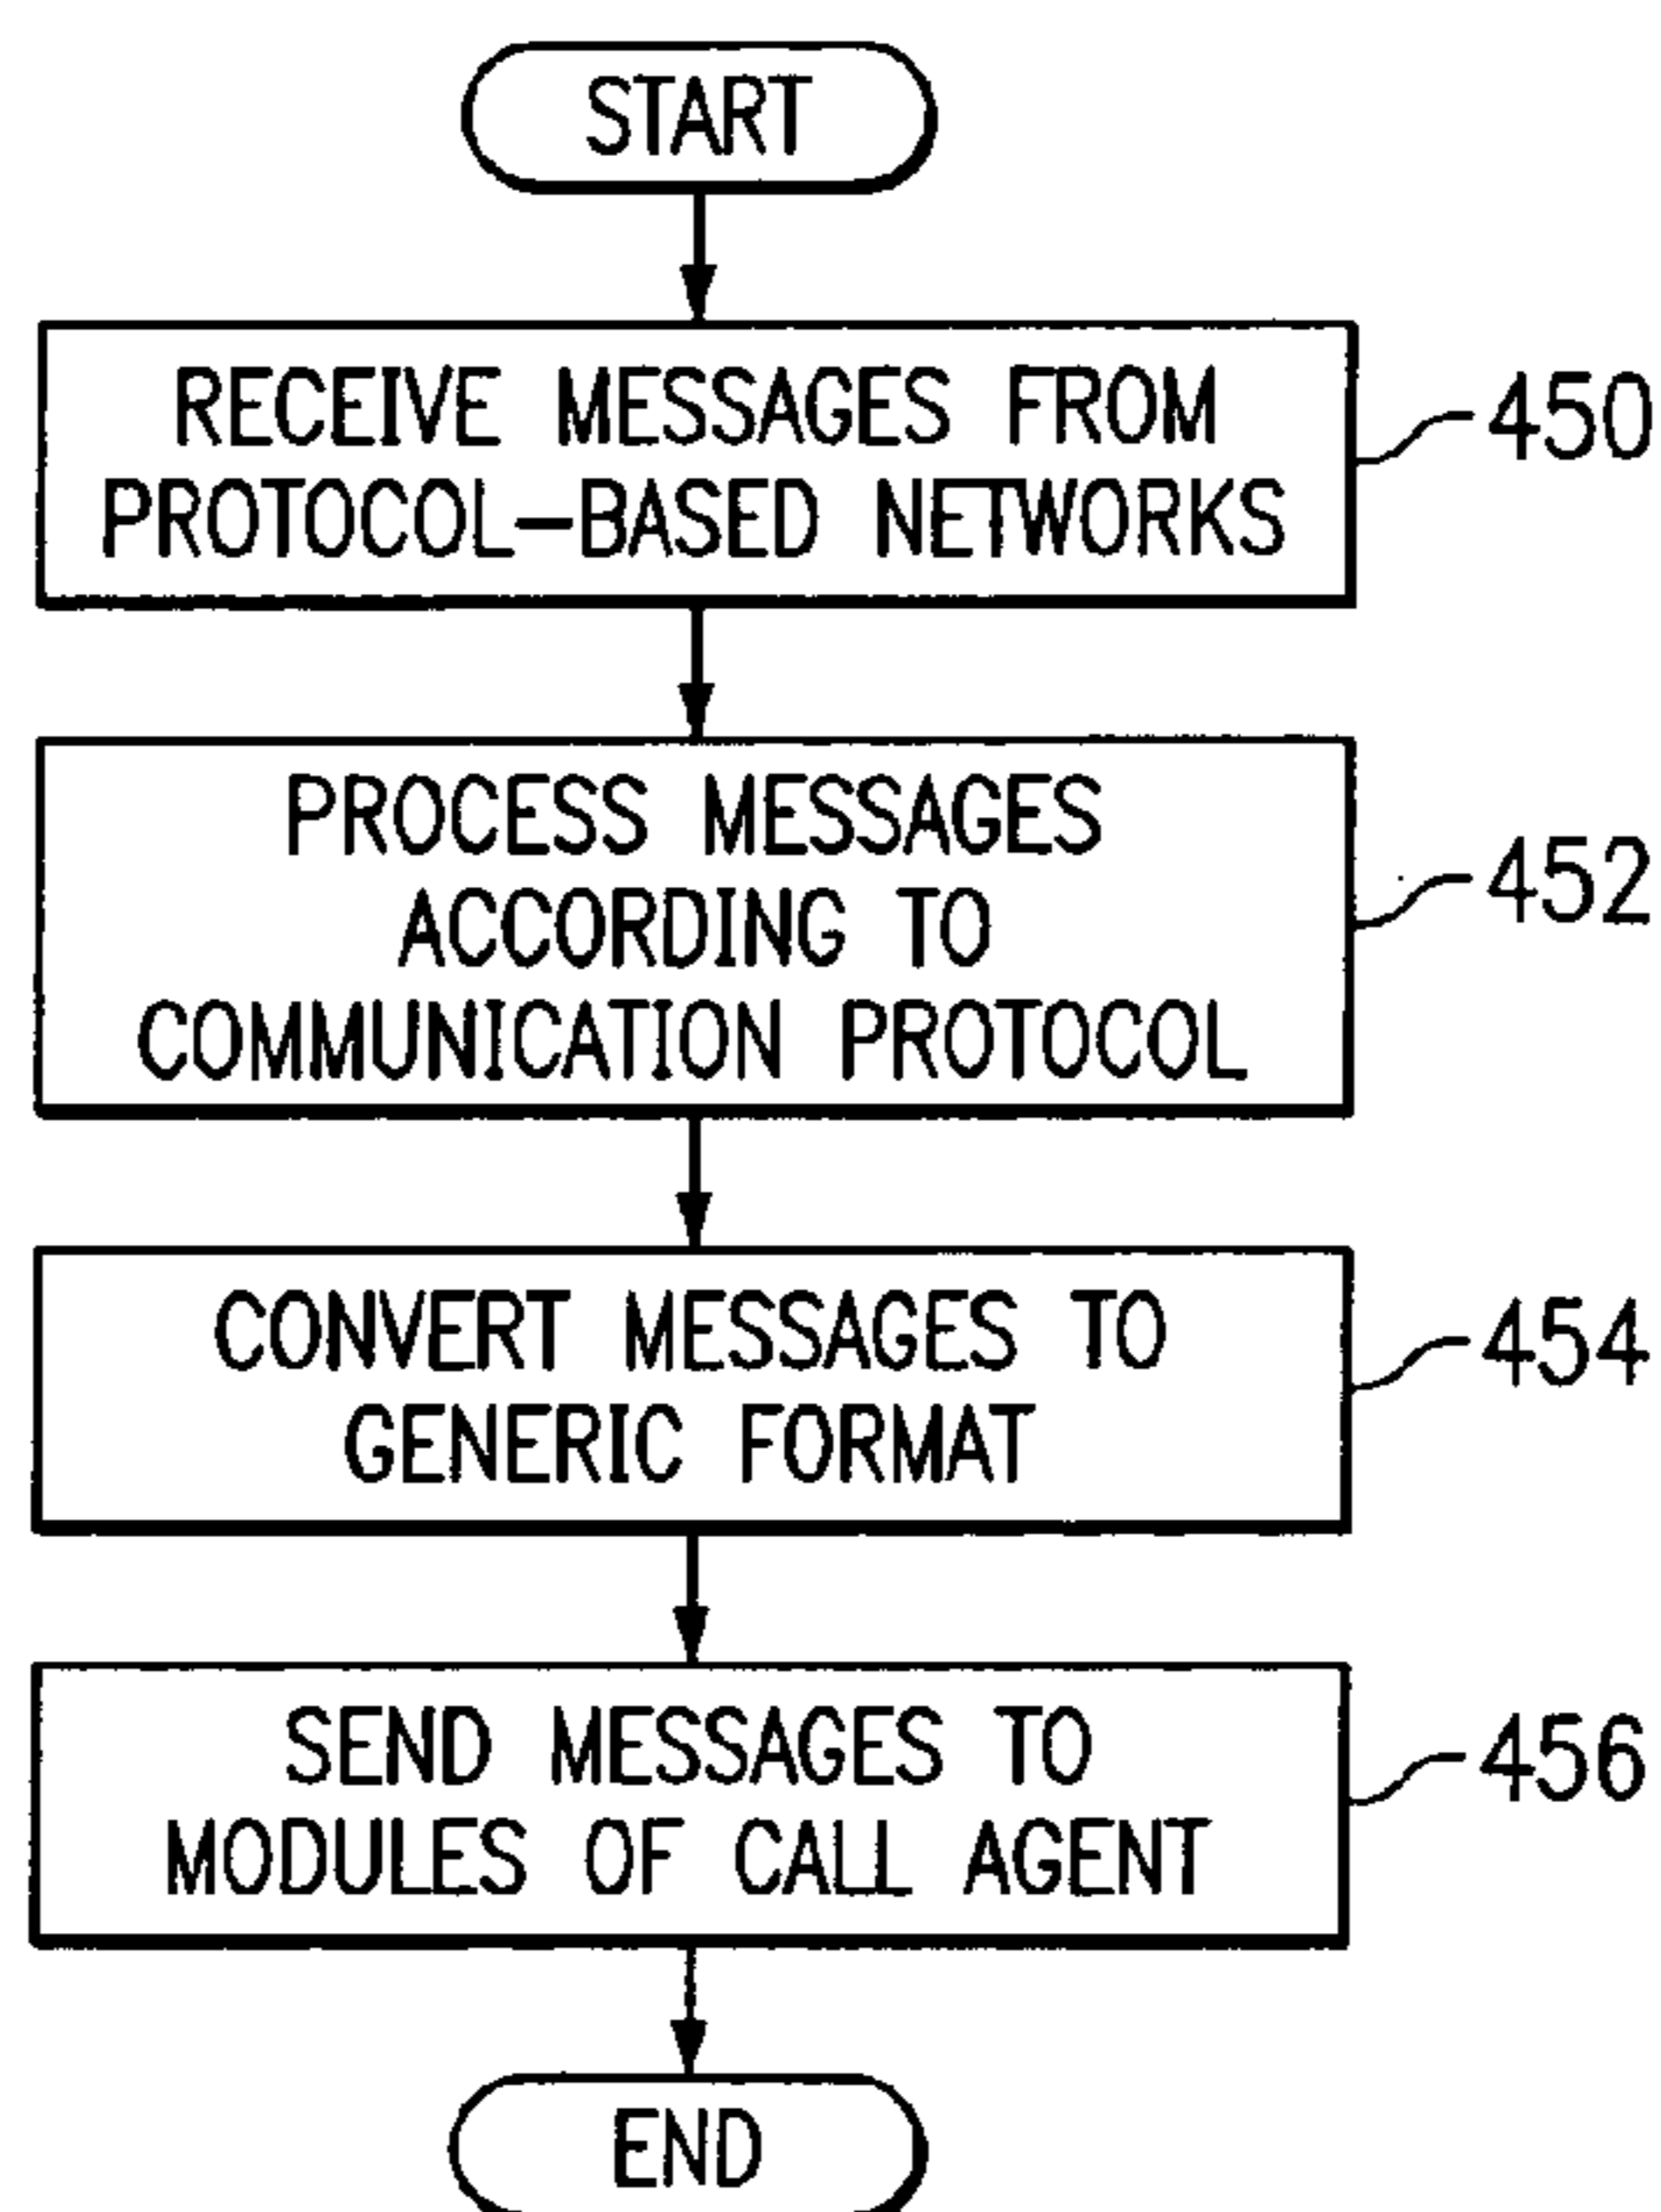 START
RECEIVE MESSAGES FROM
PROTOCOL-BASED NETWORKS
450
PROCESS MESSAGES
ACCORDING TO
COMMUNICATION PROTOCOL
452
CONVERT MESSAGES TO
GENERIC FORMAT
454
SEND MESSAGES TO
MODULES OF CALL AGENT
456
END